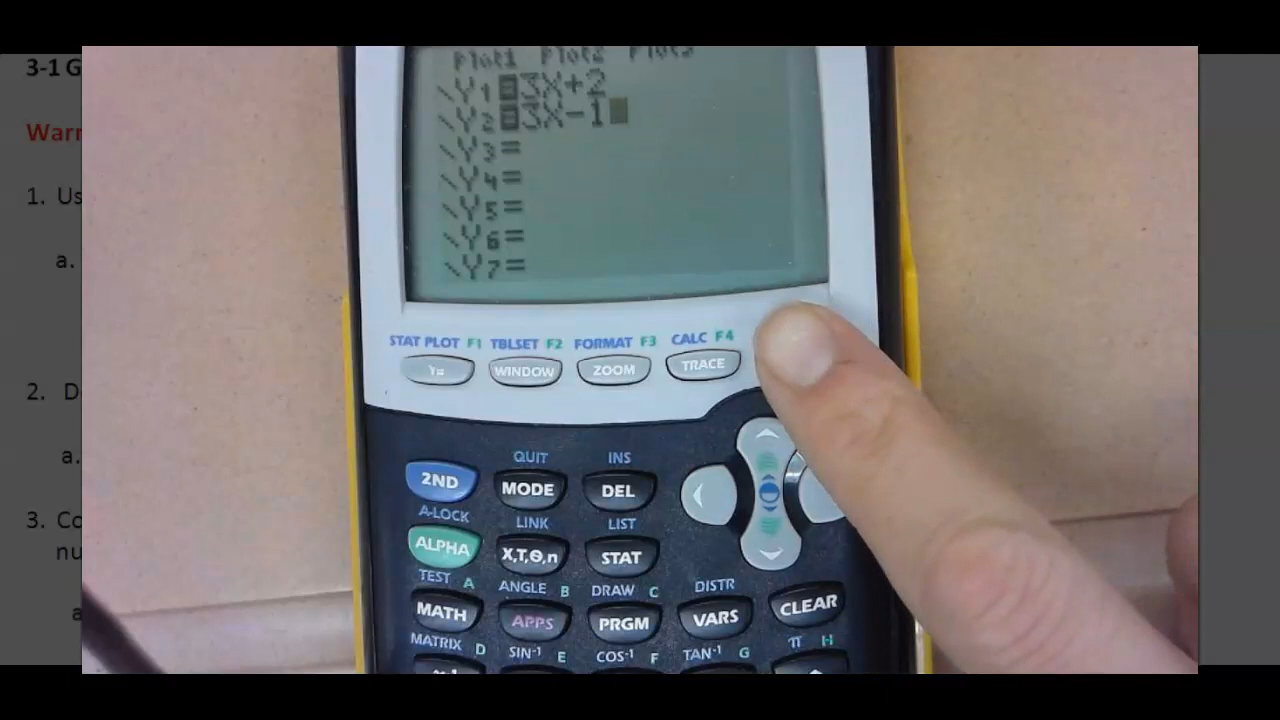 3-1 G
Warr
1. Us
a.
2. D
a.
3. Co
nu
a
Plot1 Plot2 Plot3
\Y1=3X+2
\Y2=3X-1
\Y3=
\Y4=
\Y5=
\Y6=
\Y7=
STAT PLOT F1 TBLSET F2 FORMAT F3 CALC F4
Y= WINDOW ZOOM TRACE
QUIT INS
2ND MODE DEL
A-LOCK LINK LIST
ALPHA X,T,Θ,n STAT
TEST A ANGLE B DRAW C DISTR
MATH APPS PRGM VARS CLEAR
MATRIX D SIN⁻¹ E COS⁻¹ F TAN⁻¹ G π H